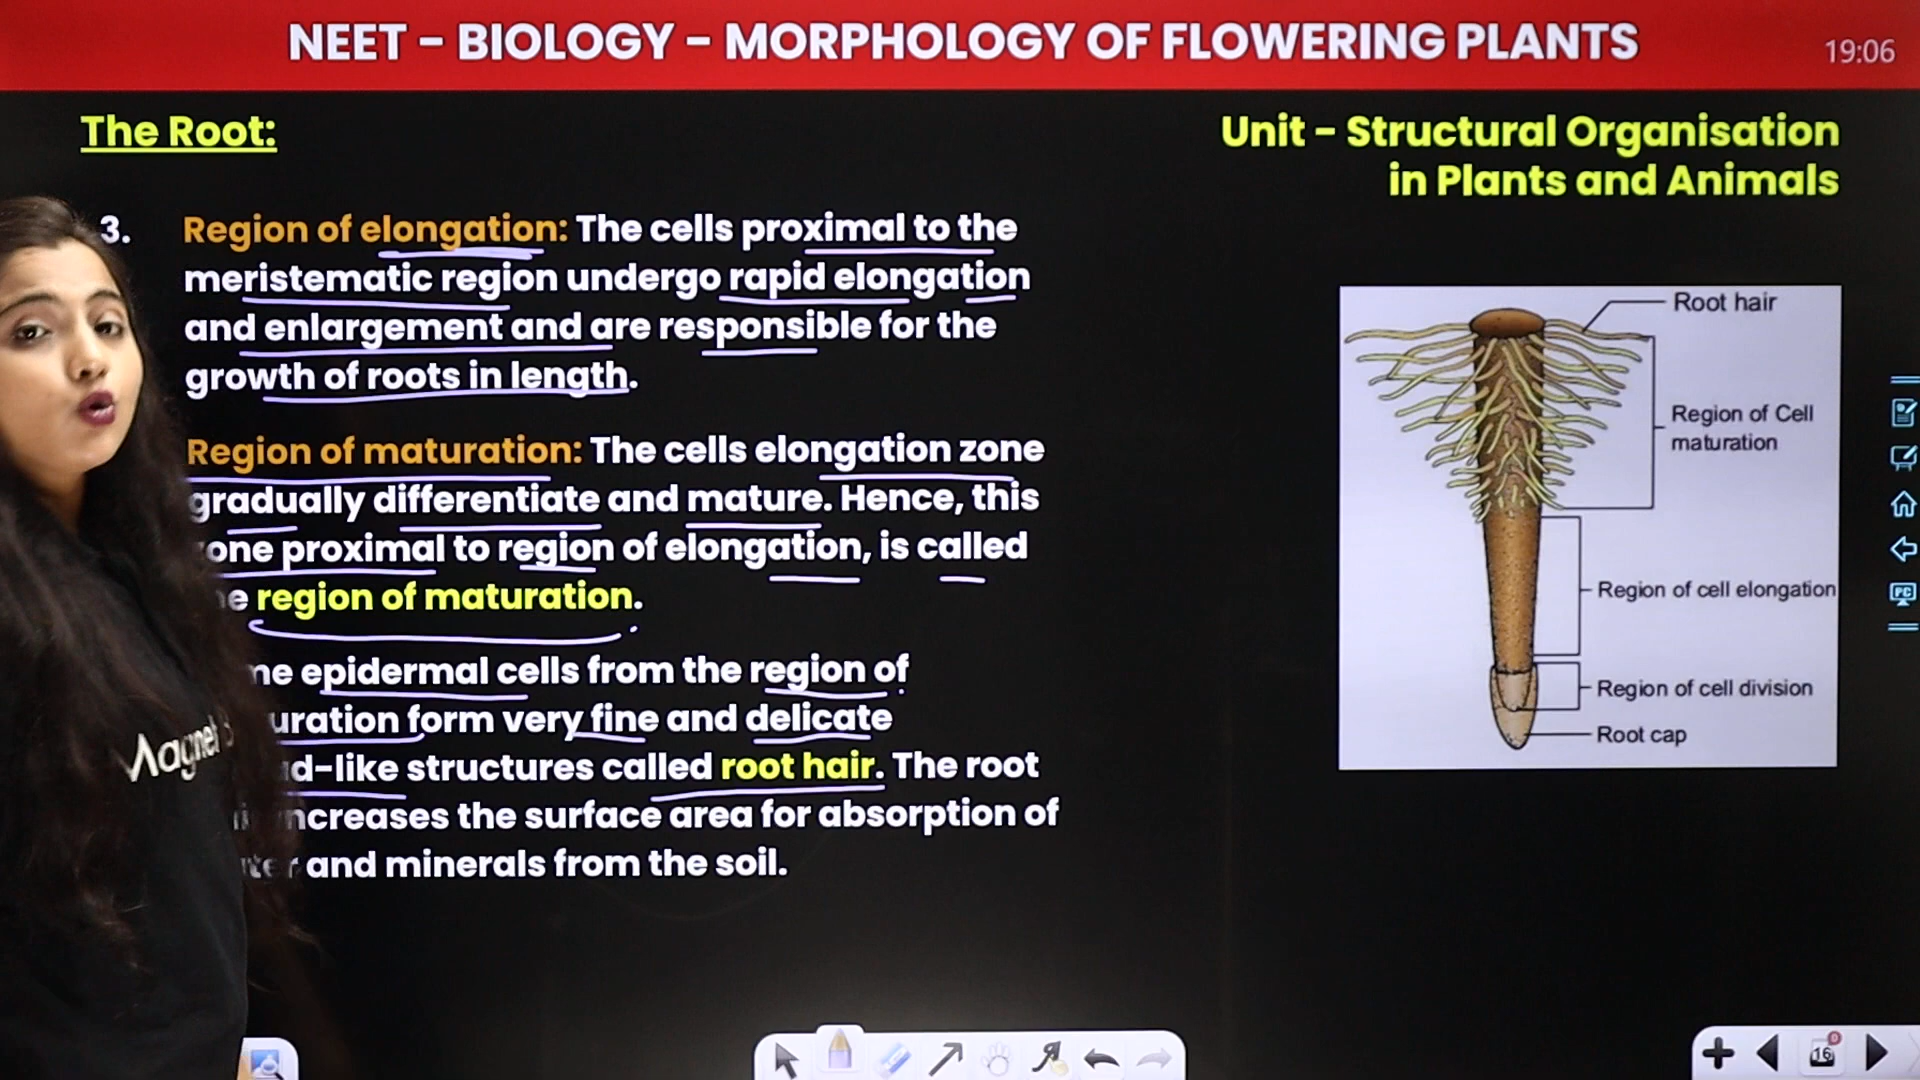 NEET - BIOLOGY - MORPHOLOGY OF FLOWERING PLANTS
19:06
The Root:
Unit - Structural Organisation
in Plants and Animals
3. Region of elongation: The cells proximal to the
meristematic region undergo rapid elongation
and enlargement and are responsible for the
growth of roots in length.
Region of maturation: The cells elongation zone
gradually differentiate and mature. Hence, this
proximal to region of elongation, is called
region of maturation.
epidermal cells from the region of
form very fine and delicate
structures called root hair. The root
increases the surface area for absorption of
and minerals from the soil.
Root hair
Region of Cell
maturation
Region of cell elongation
Region of cell division
Root cap
PC
16
0